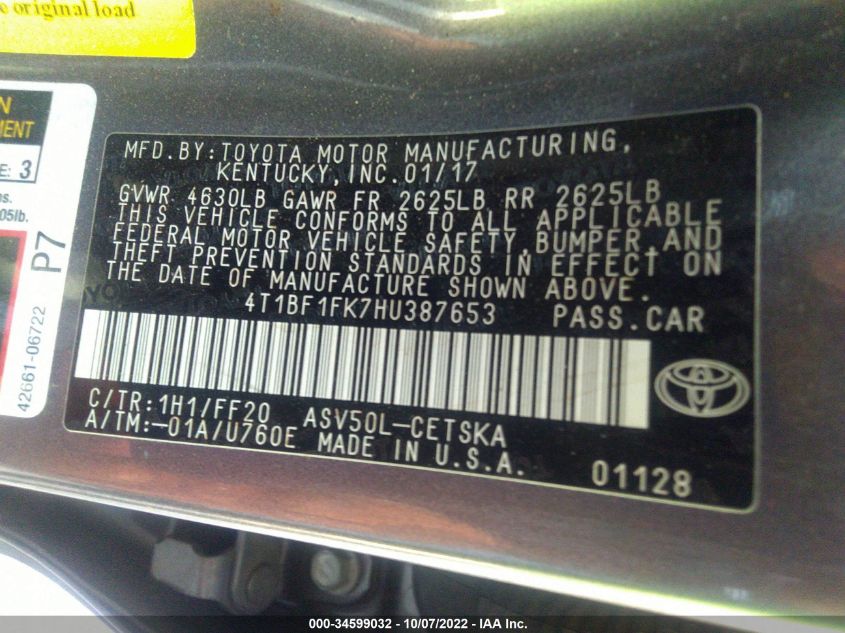 e original load
N
MENT
E: 3
ns.
05lb.
P7
42661-06722
MFD.BY:TOYOTA MOTOR MANUFACTURING,
KENTUCKY,INC.01/17
GVWR 4630LB GAWR FR 2625LB RR 2625LB
THIS VEHICLE CONFORMS TO ALL APPLICABLE
FEDERAL MOTOR VEHICLE SAFETY,BUMPER,AND
THEFT PREVENTION STANDARDS IN EFFECT ON
THE DATE OF MANUFACTURE SHOWN ABOVE.
4T1BF1FK7HU387653 PASS.CAR
C/TR:1H1/FF20 ASV50L-CETSKA
A/TM:-01A/U760E MADE IN U.S.A.
01128
000-34599032 - 10/07/2022 - IAA Inc.